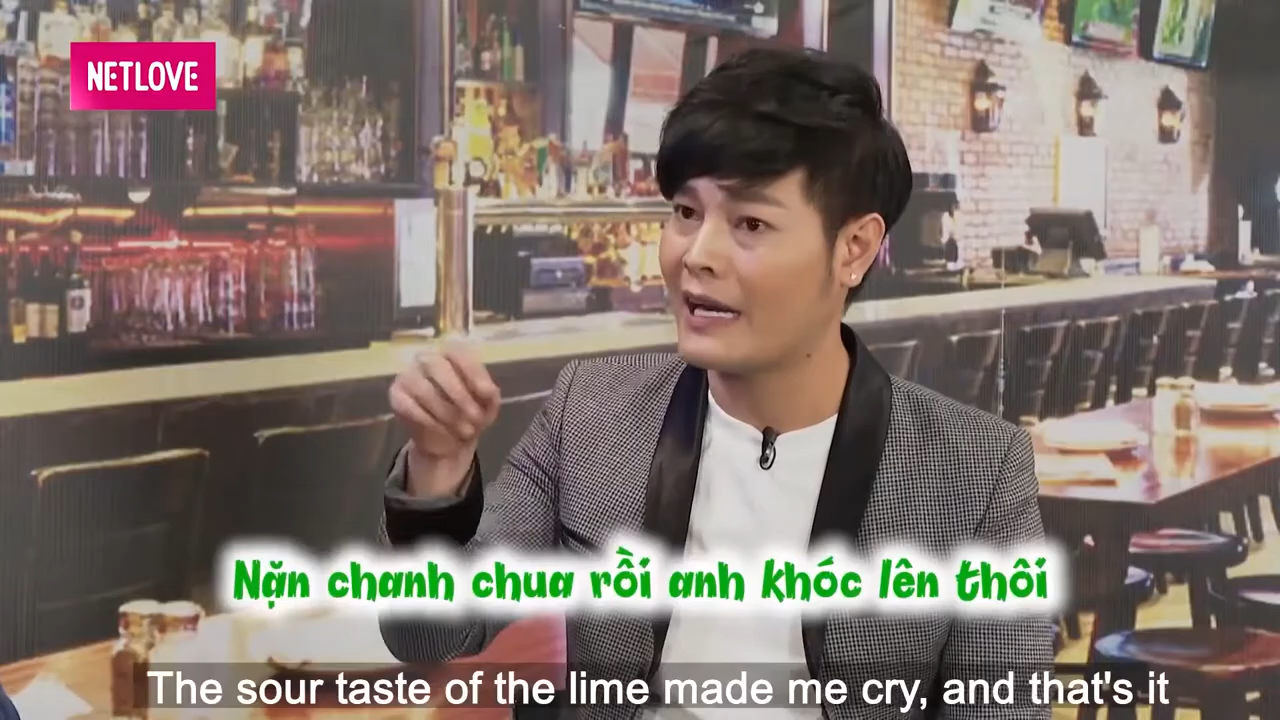 NETLOVE
Nặn chanh chua rồi anh khóc lên thôi
The sour taste of the lime made me cry, and that's it